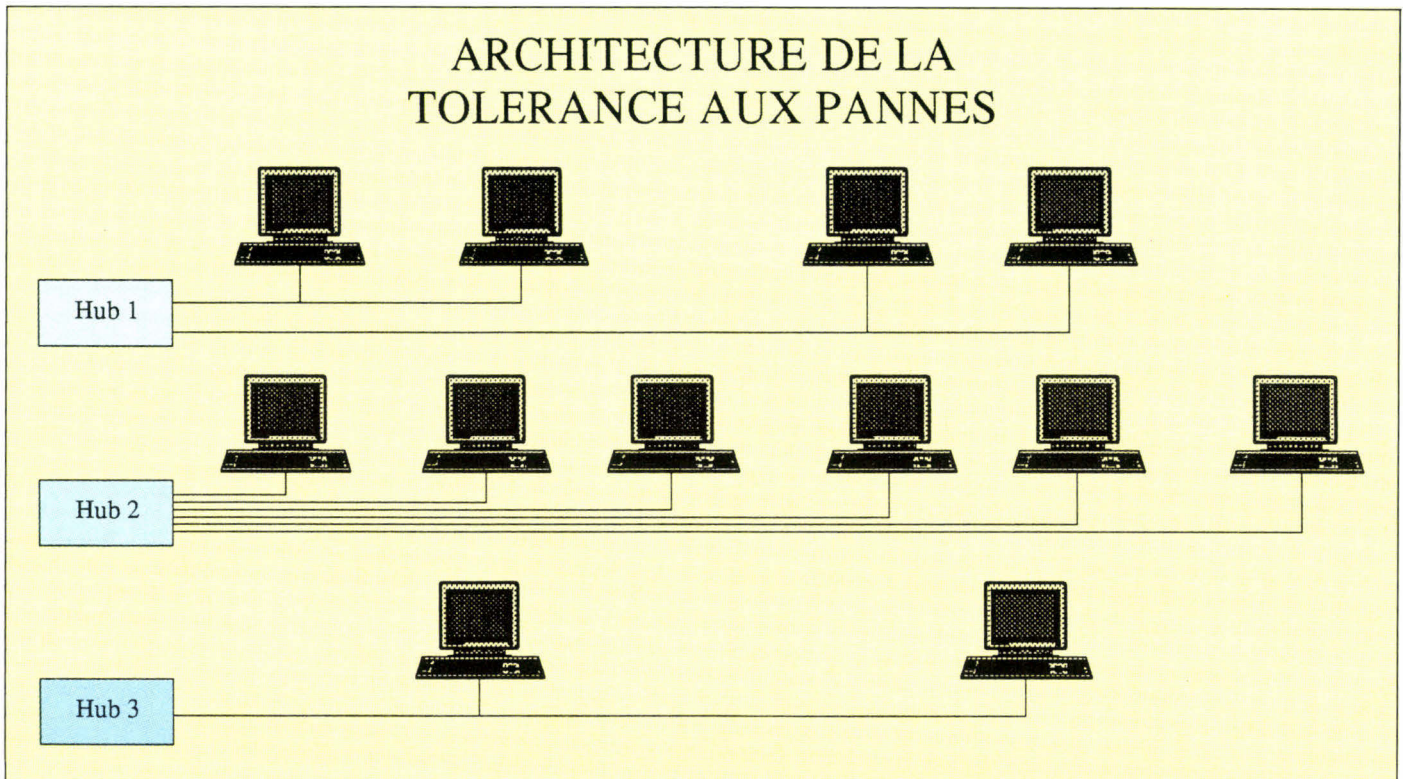 ARCHITECTURE DE LA
TOLERANCE AUX PANNES
Hub 1
Hub 2
Hub 3